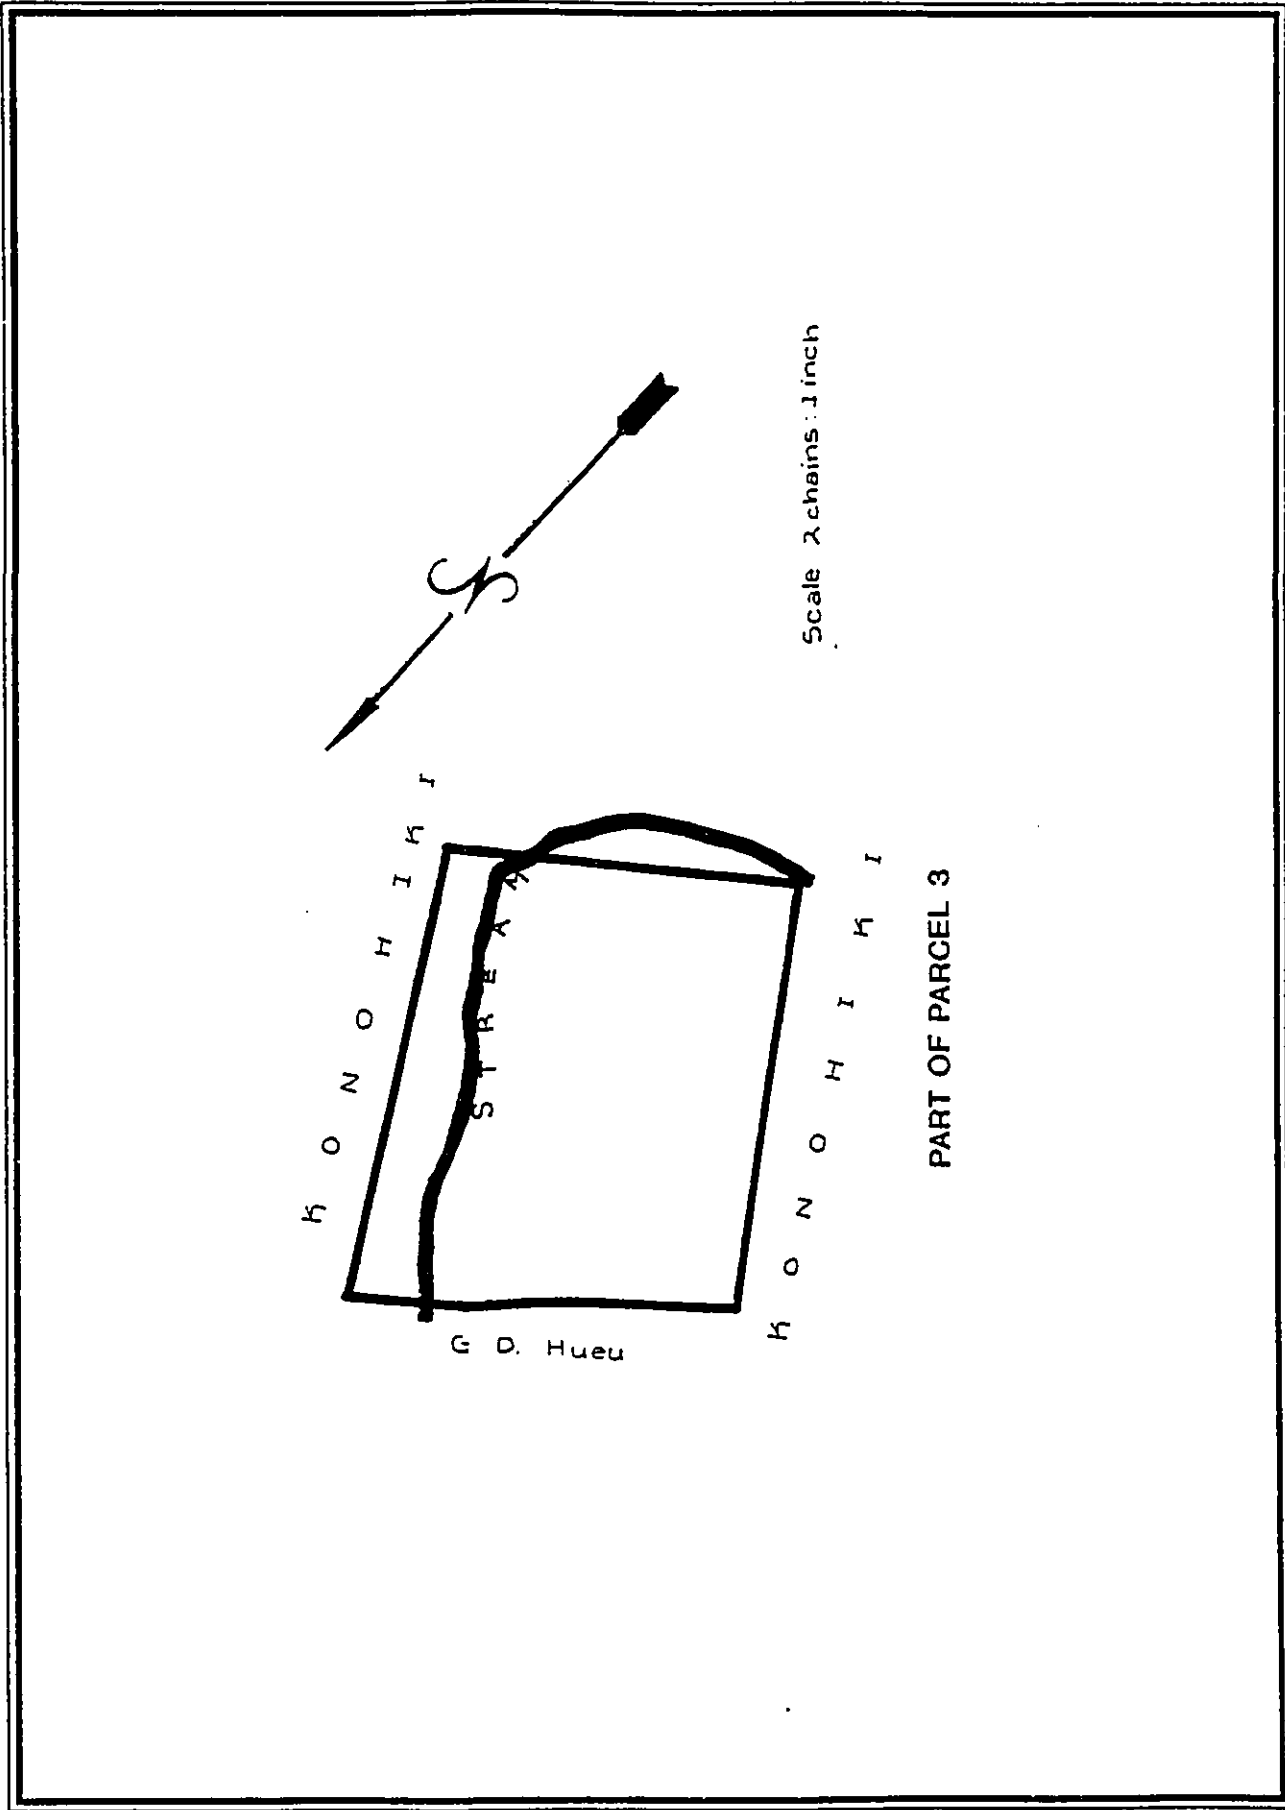 KONOHIKI
STREAM
N
G D. Hueu
KONOHIKI
Scale 2 chains : 1 inch
PART OF PARCEL 3